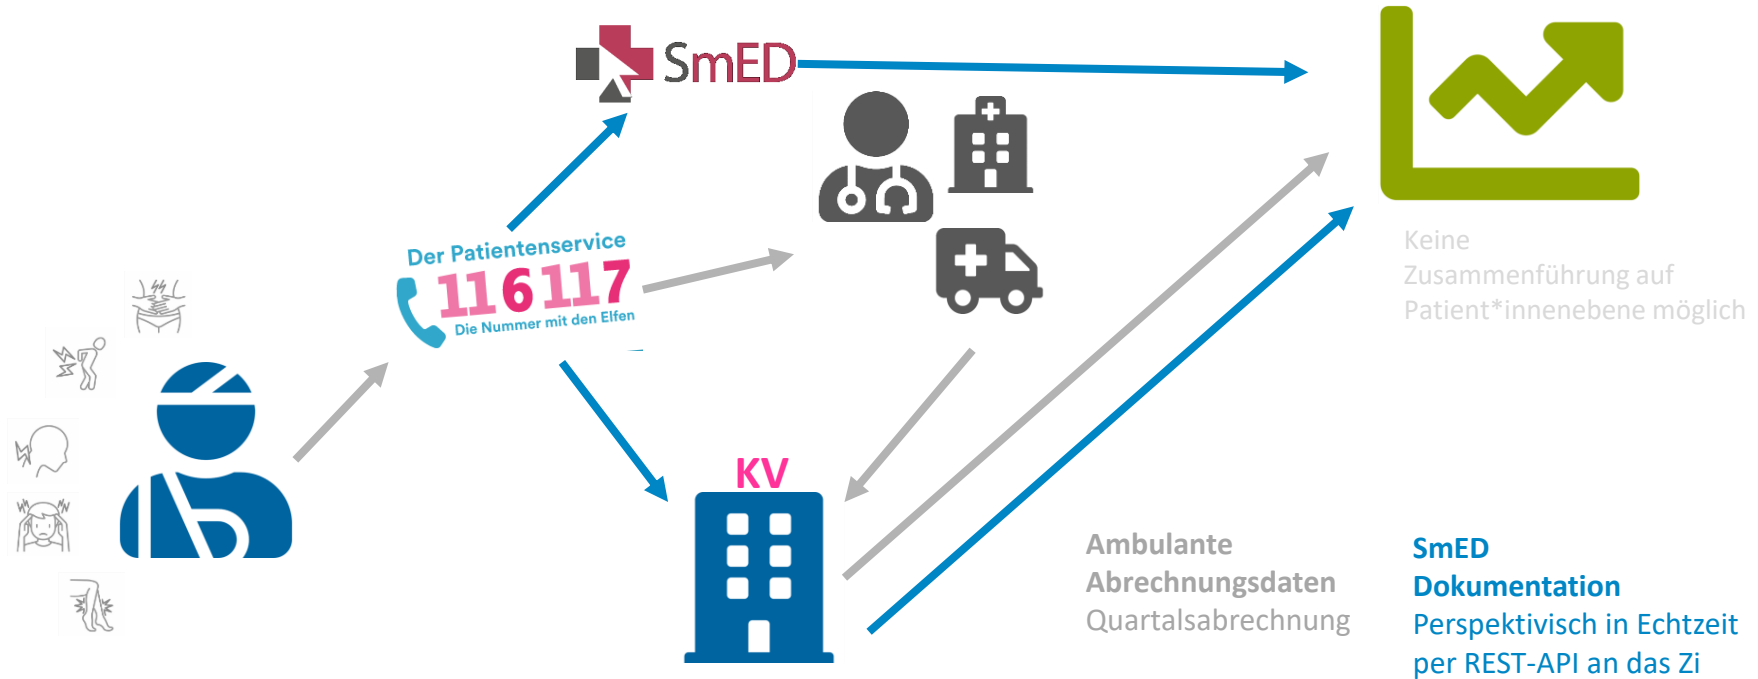 SmED
Der Patientenservice
116117
Die Nummer mit den Elfen
Keine
Zusammenführung auf
Patient*innenebene möglich
KV
Ambulante
Abrechnungsdaten
Quartalsabrechnung
SmED
Dokumentation
Perspektivisch in Echtzeit
per REST-API an das Zi